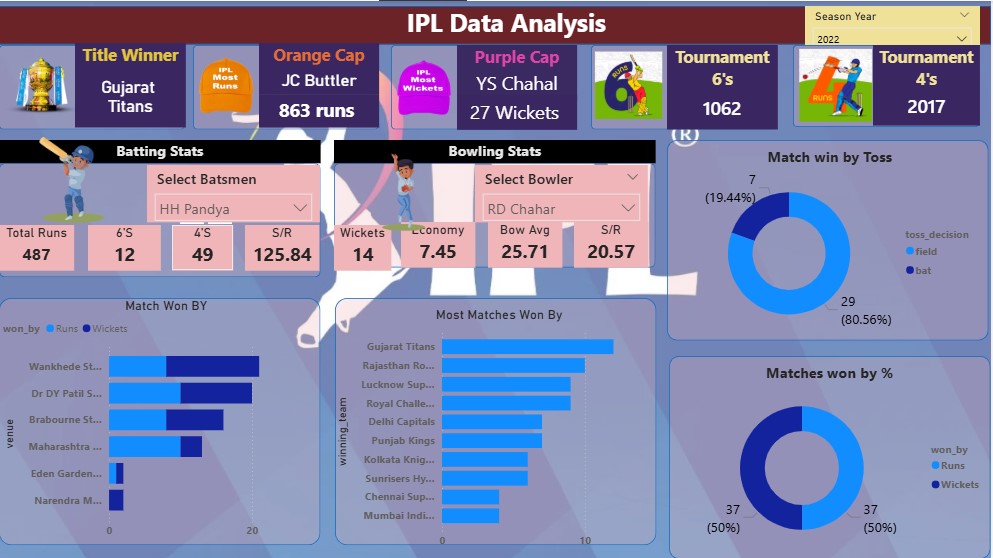 IPL Data Analysis
Season Year
2022
Title Winner
Gujarat
Titans
IPL
Most
Runs
Orange Cap
JC Buttler
863 runs
IPL
Most
Wickets
Purple Cap
YS Chahal
27 Wickets
RUNS
6
Tournament
6's
1062
4
RUNS
Tournament
4's
2017
®
Batting Stats
Select Batsmen
HH Pandya
Total Runs
487
6'S
12
4'S
49
S/R
125.84
Bowling Stats
Select Bowler
RD Chahar
Wickets
14
Economy
7.45
Bow Avg
25.71
S/R
20.57
Match win by Toss
7
(19.44%)
29
(80.56%)
toss_decision
field
bat
Match Won BY
won_by Runs Wickets
venue
Wankhede St...
Dr DY Patil S...
Brabourne St...
Maharashtra ...
Eden Garden...
Narendra M...
0 20
Most Matches Won By
winning_team
Gujarat Titans
Rajasthan Ro...
Lucknow Sup...
Royal Challe...
Delhi Capitals
Punjab Kings
Kolkata Knig...
Sunrisers Hy...
Chennai Sup...
Mumbai Indi...
0 10
Matches won by %
37
(50%)
37
(50%)
won_by
Runs
Wickets